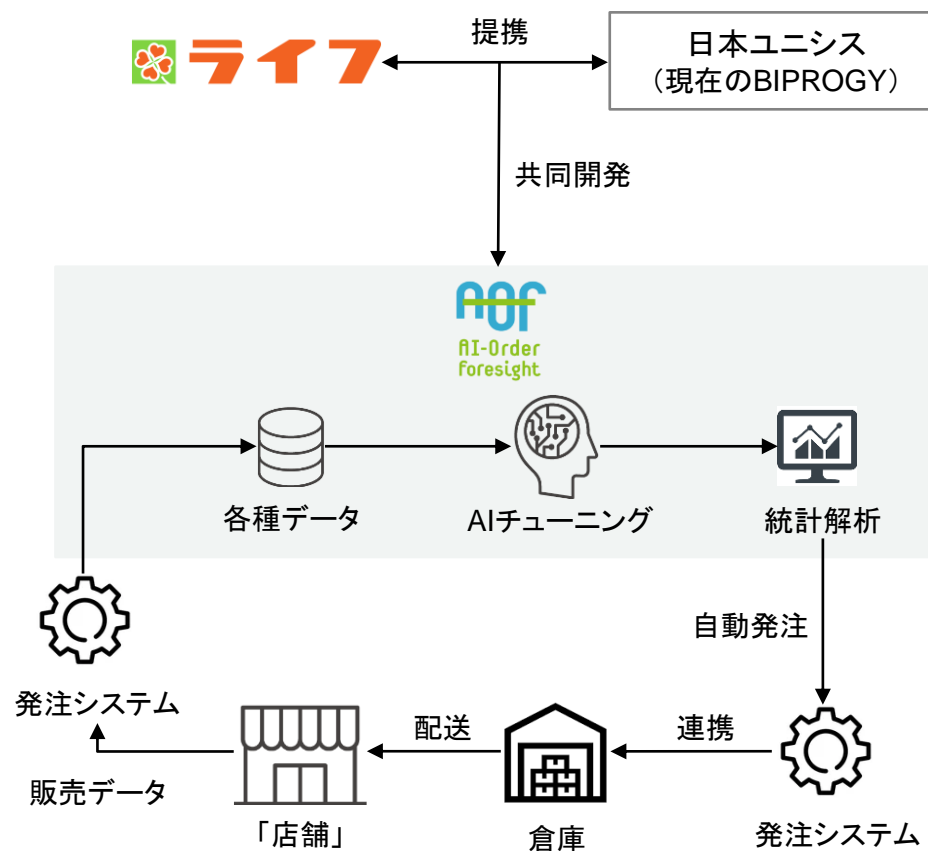 ライフ
提携
日本ユニシス
（現在のBIPROGY）
共同開発
AOF
AI-Order
Foresight
各種データ
AIチューニング
統計解析
自動発注
発注システム
配送
連携
販売データ
「店舗」
倉庫
発注システム